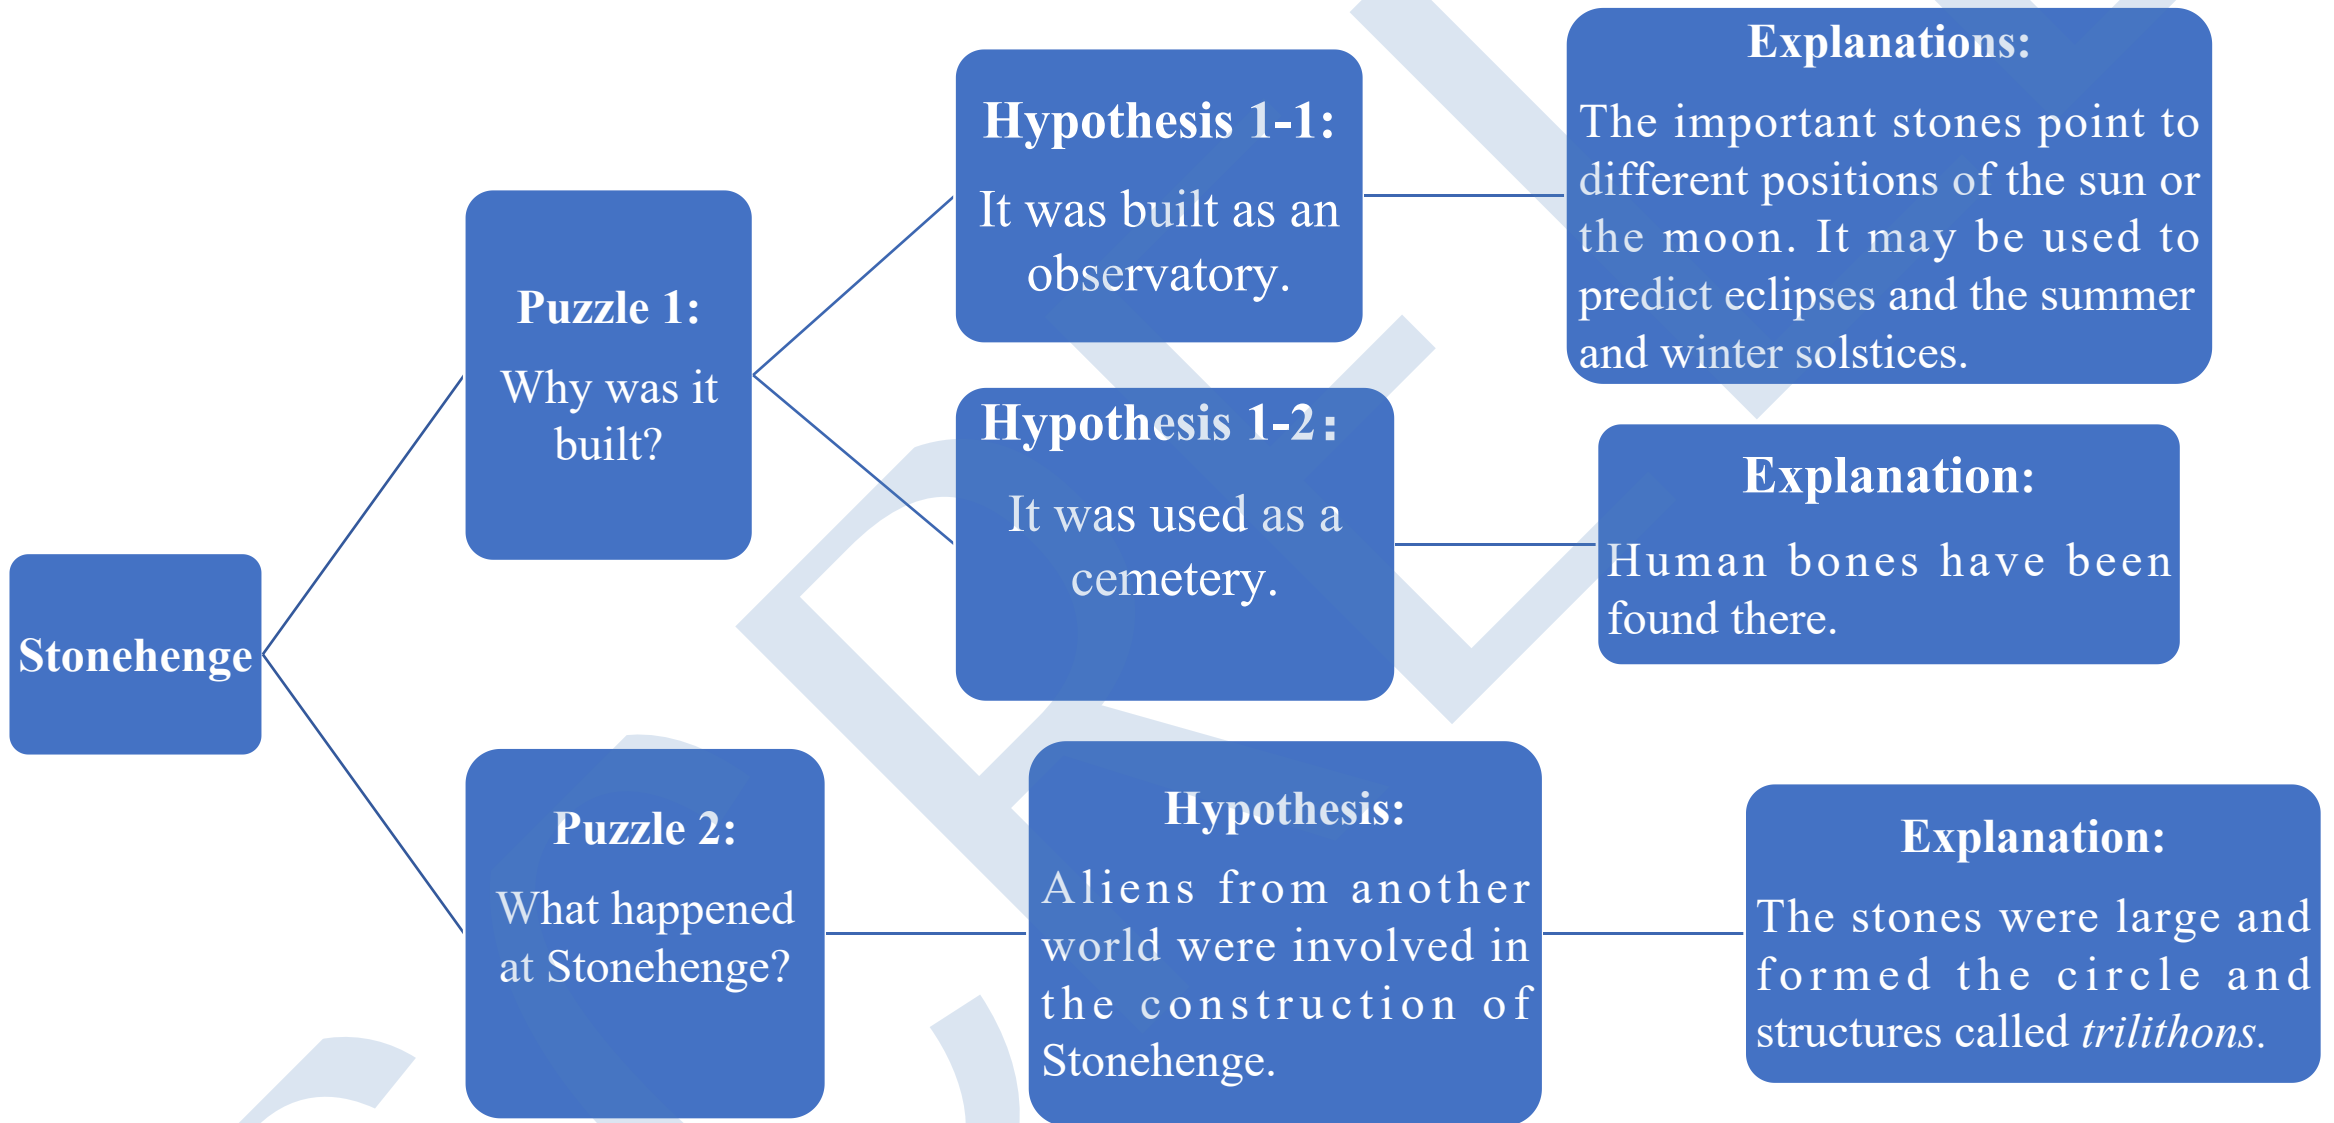 Stonehenge
Puzzle 1:
Why was it
built?
Hypothesis 1-1:
It was built as an
observatory.
Explanations:
The important stones point to
different positions of the sun or
the moon. It may be used to
predict eclipses and the summer
and winter solstices.
Hypothesis 1-2：
It was used as a
cemetery.
Explanation:
Human bones have been
found there.
Puzzle 2:
What happened
at Stonehenge?
Hypothesis:
Aliens from another
world were involved in
the construction of
Stonehenge.
Explanation:
The stones were large and
formed the circle and
structures called trilithons.